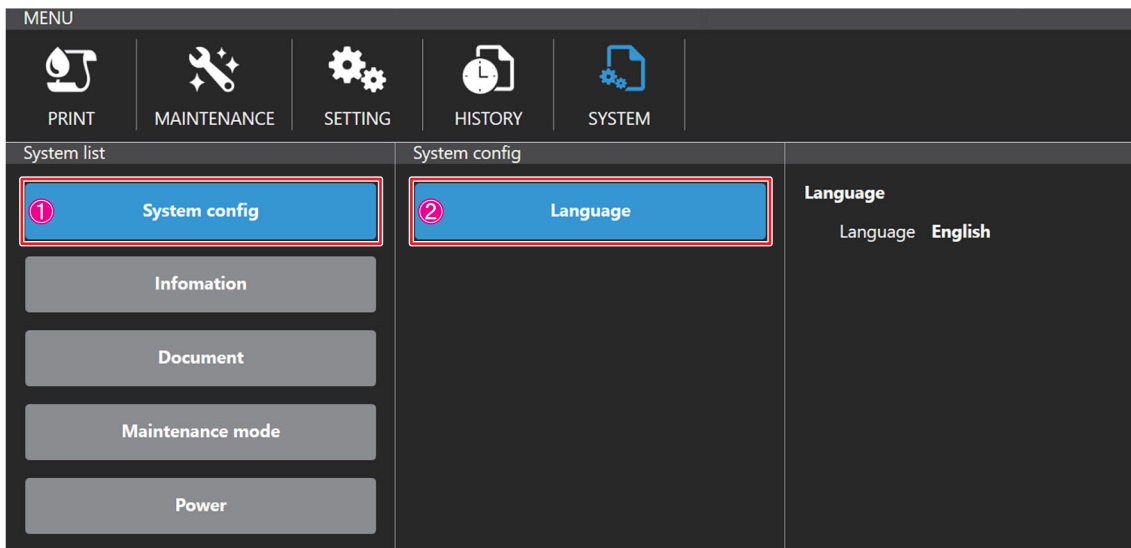 MENU
PRINT
MAINTENANCE
SETTING
HISTORY
SYSTEM
System list
System config
① System config
Infomation
Document
Maintenance mode
Power
② Language
Language
Language English